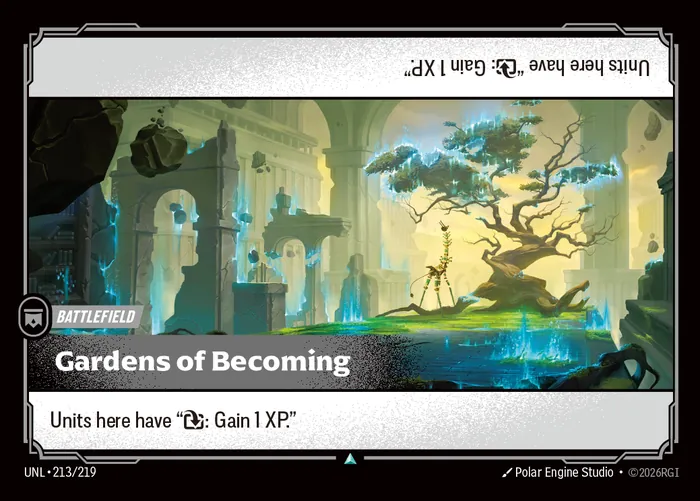 Units here have “: Gain 1 XP.”
BATTLEFIELD
Gardens of Becoming
Units here have “: Gain 1 XP.”
UNL • 213/219
Polar Engine Studio • ©2026RGI